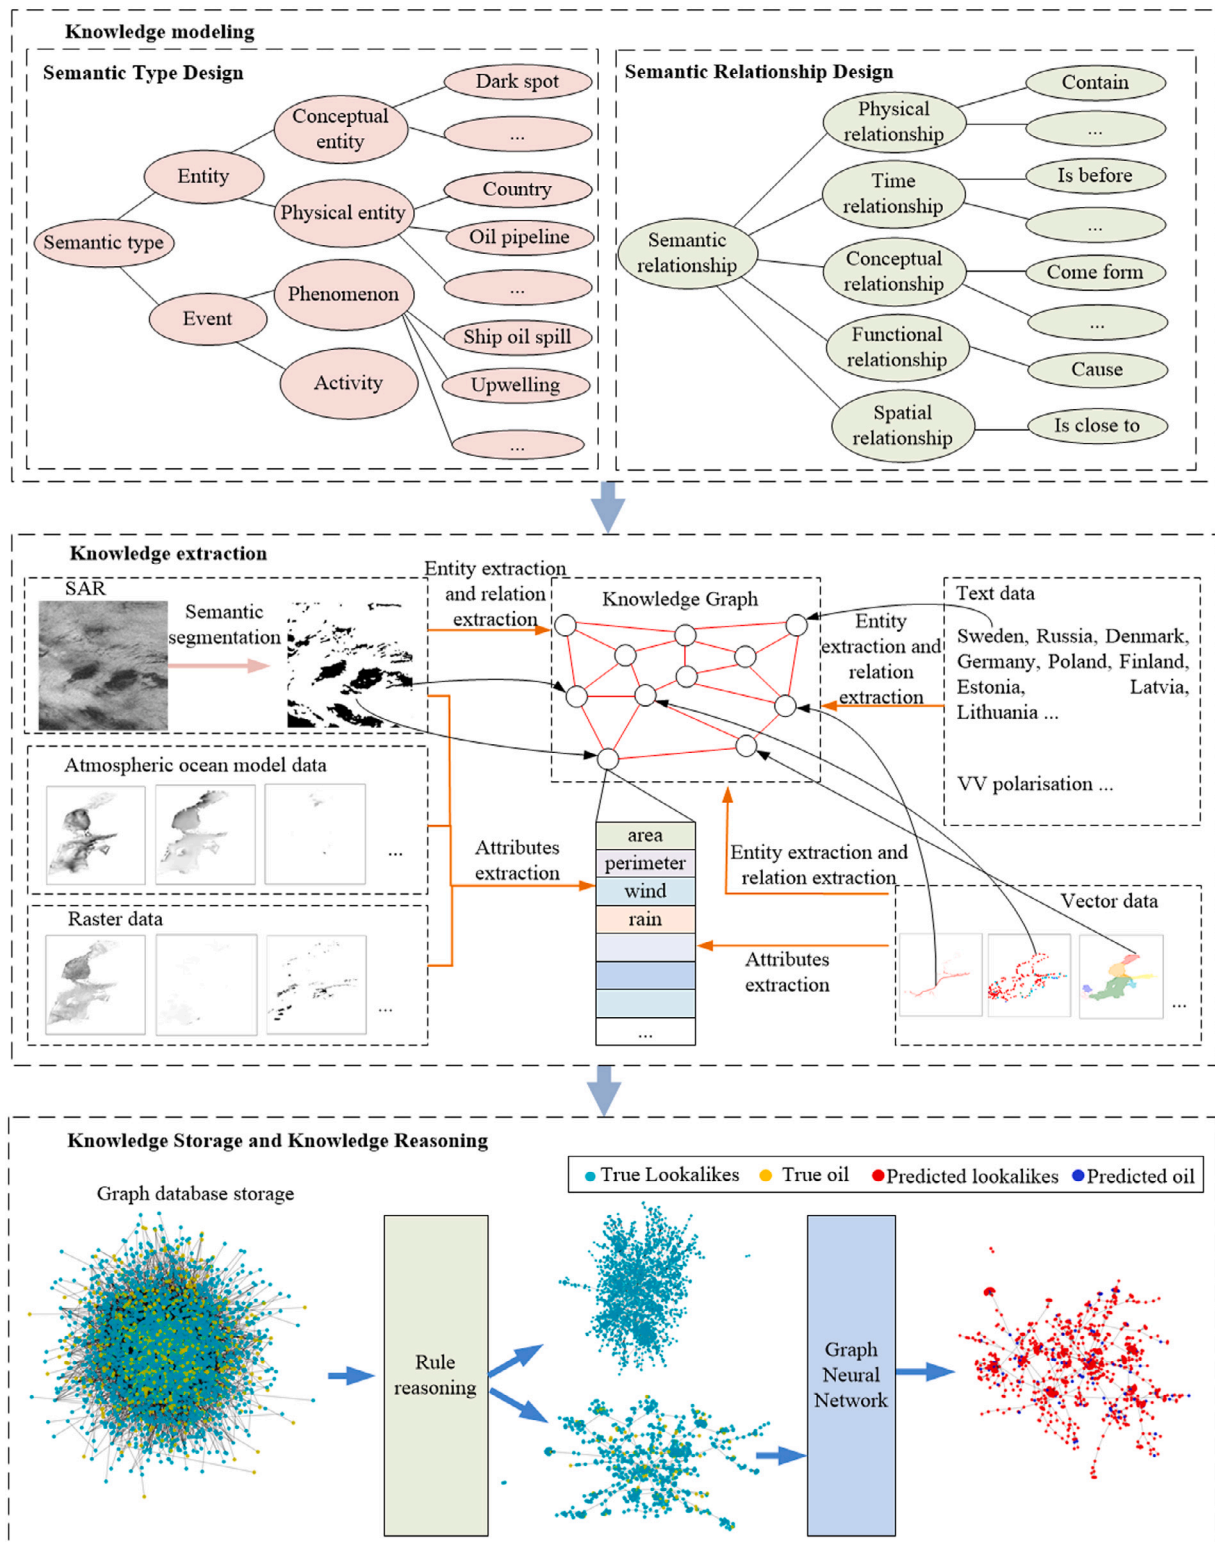 Knowledge modeling
Semantic Type Design
Dark spot
Conceptual
entity
...
Entity
Country
Physical entity
Oil pipeline
Semantic type
...
Phenomenon
Event
Ship oil spill
Activity
Upwelling
...
Semantic Relationship Design
Contain
Physical
relationship
...
Time
relationship
Is before
...
Semantic
relationship
Conceptual
relationship
Come form
...
Functional
relationship
Cause
Spatial
relationship
Is close to
Knowledge extraction
SAR
Semantic
segmentation
Entity extraction
and relation
extraction
Knowledge Graph
Entity
extraction and
relation
extraction
Text data
Sweden, Russia, Denmark,
Germany, Poland, Finland,
Estonia, Latvia,
Lithuania ...
VV polarisation ...
Atmospheric ocean model data
...
Attributes
extraction
area
perimeter
wind
rain
...
Entity extraction and
relation extraction
Attributes
extraction
Vector data
...
Raster data
...
Knowledge Storage and Knowledge Reasoning
True Lookalikes
True oil
Predicted lookalikes
Predicted oil
Graph database storage
Rule
reasoning
Graph
Neural
Network